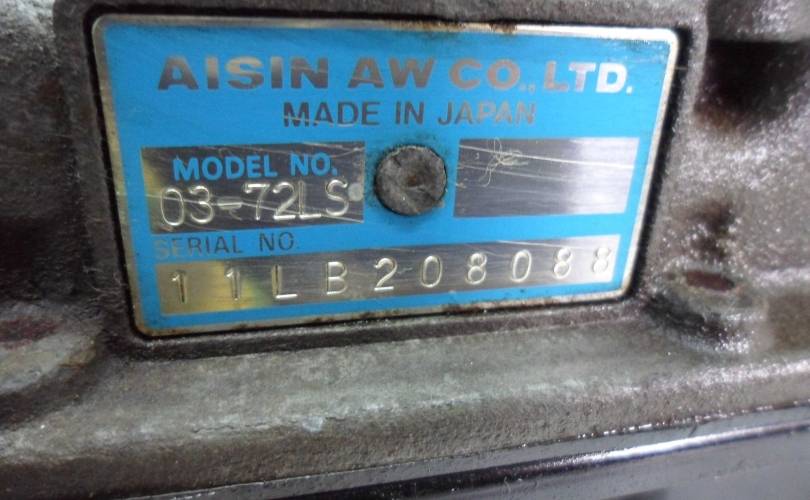 AISIN AW CO., LTD.
MADE IN JAPAN
MODEL NO.
03-72LS
SERIAL NO.
11LB208088